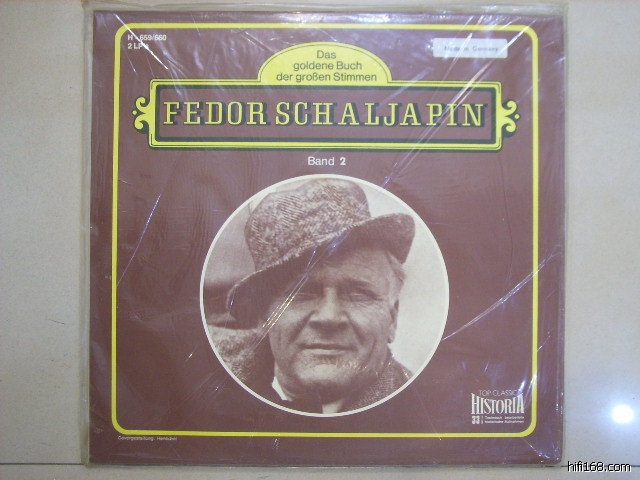 H - 559/560
2 LPs
Made in Germany
Das
goldene Buch
der großen Stimmen
FEDOR SCHALJAPIN
Band 2
TOP CLASSIC
HISTORIA
33
hifi168.com